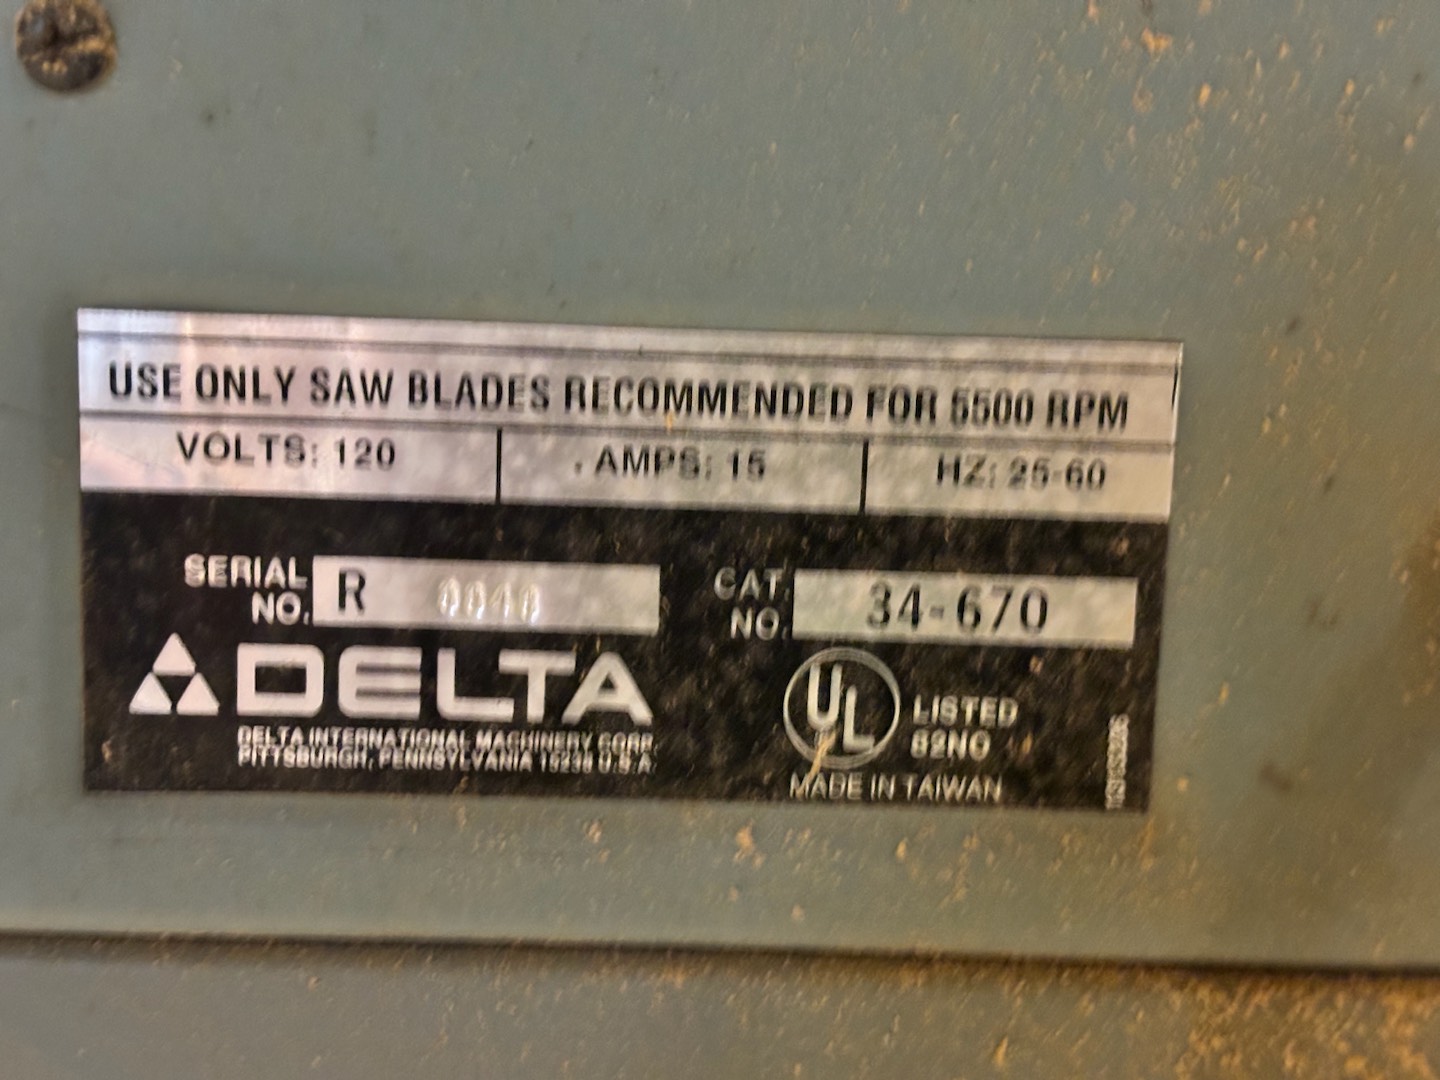 USE ONLY SAW BLADES RECOMMENDED FOR 5500 RPM
VOLTS: 120
AMPS: 15
HZ: 25-60
SERIAL NO. R
CAT. NO. 34-670
DELTA
DELTA INTERNATIONAL MACHINERY CORP.
PITTSBURGH, PENNSYLVANIA 15238 U.S.A.
UL LISTED
82NO
MADE IN TAIWAN